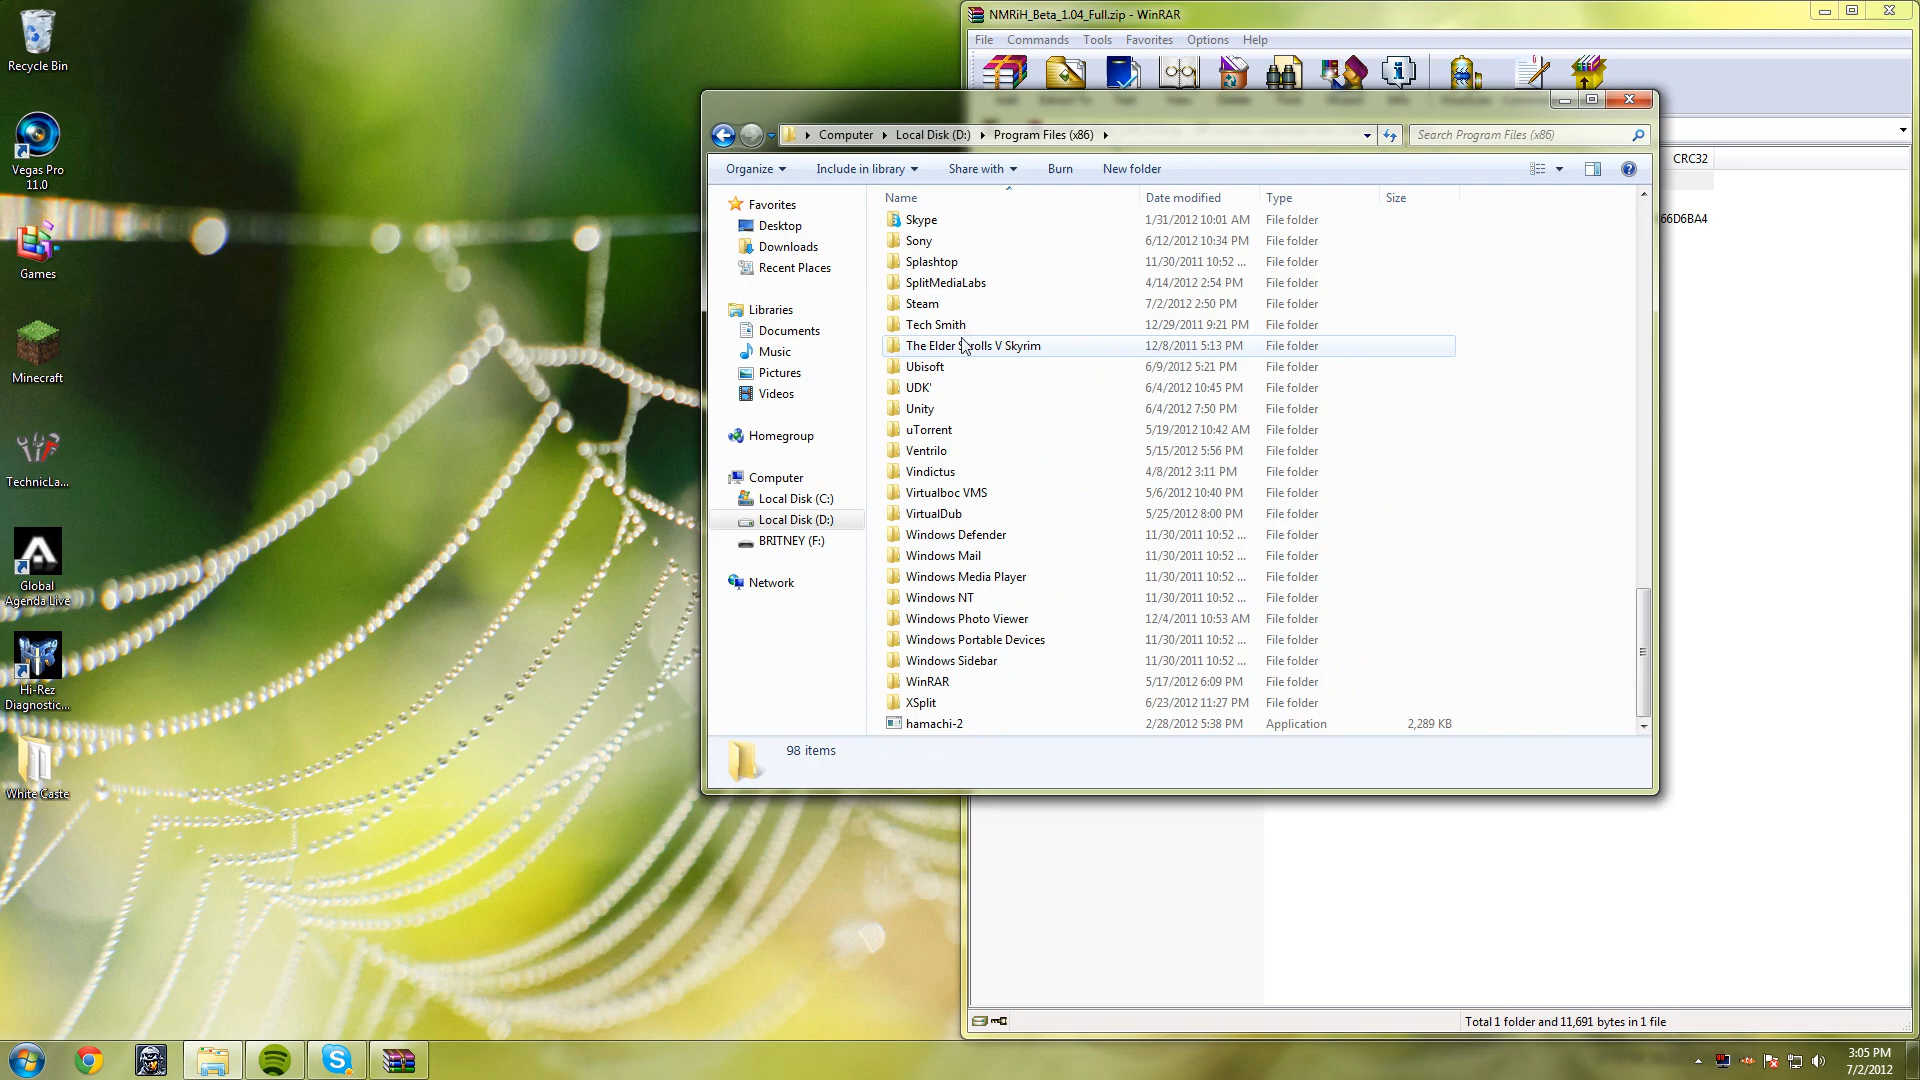 Recycle Bin
Vegas Pro
11.0
Games
Minecraft
TechnicLa...
Global
Agenda Live
Hi-Rez
Diagnostic...
White Caste
NMRiH_Beta_1.04_Full.zip - WinRAR
File Commands Tools Favorites Options Help
CRC32
66D6BA4
Computer Local Disk (D:) Program Files (x86)
Search Program Files (x86)
Organize Include in library Share with Burn New folder
Favorites
Desktop
Downloads
Recent Places
Libraries
Documents
Music
Pictures
Videos
Homegroup
Computer
Local Disk (C:)
Local Disk (D:)
BRITNEY (F:)
Network
Name Date modified Type Size
Skype 1/31/2012 10:01 AM File folder
Sony 6/12/2012 10:34 PM File folder
Splashtop 11/30/2011 10:52 ... File folder
SplitMediaLabs 4/14/2012 2:54 PM File folder
Steam 7/2/2012 2:50 PM File folder
Tech Smith 12/29/2011 9:21 PM File folder
The Elder Scrolls V Skyrim 12/8/2011 5:13 PM File folder
Ubisoft 6/9/2012 5:21 PM File folder
UDK' 6/4/2012 10:45 PM File folder
Unity 6/4/2012 7:50 PM File folder
uTorrent 5/19/2012 10:42 AM File folder
Ventrilo 5/15/2012 5:56 PM File folder
Vindictus 4/8/2012 3:11 PM File folder
Virtualboc VMS 5/6/2012 10:40 PM File folder
VirtualDub 5/25/2012 8:00 PM File folder
Windows Defender 11/30/2011 10:52 ... File folder
Windows Mail 11/30/2011 10:52 ... File folder
Windows Media Player 11/30/2011 10:52 ... File folder
Windows NT 11/30/2011 10:52 ... File folder
Windows Photo Viewer 12/4/2011 10:53 AM File folder
Windows Portable Devices 11/30/2011 10:52 ... File folder
Windows Sidebar 11/30/2011 10:52 ... File folder
WinRAR 5/17/2012 6:09 PM File folder
XSplit 6/23/2012 11:27 PM File folder
hamachi-2 2/28/2012 5:38 PM Application 2,289 KB
98 items
Total 1 folder and 11,691 bytes in 1 file
3:05 PM
7/2/2012